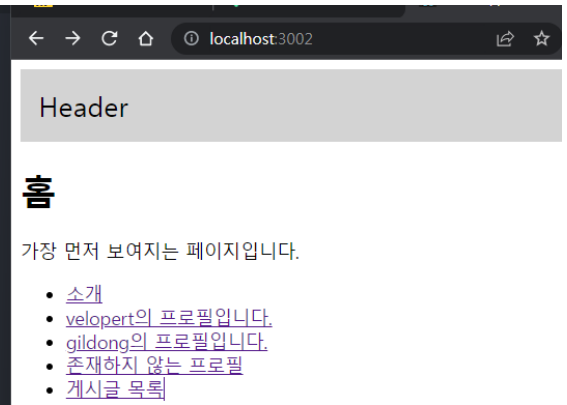 localhost:3002
Header
홈
가장 먼저 보여지는 페이지입니다.
소개
velopert의 프로필입니다.
gildong의 프로필입니다.
존재하지 않는 프로필
게시글 목록